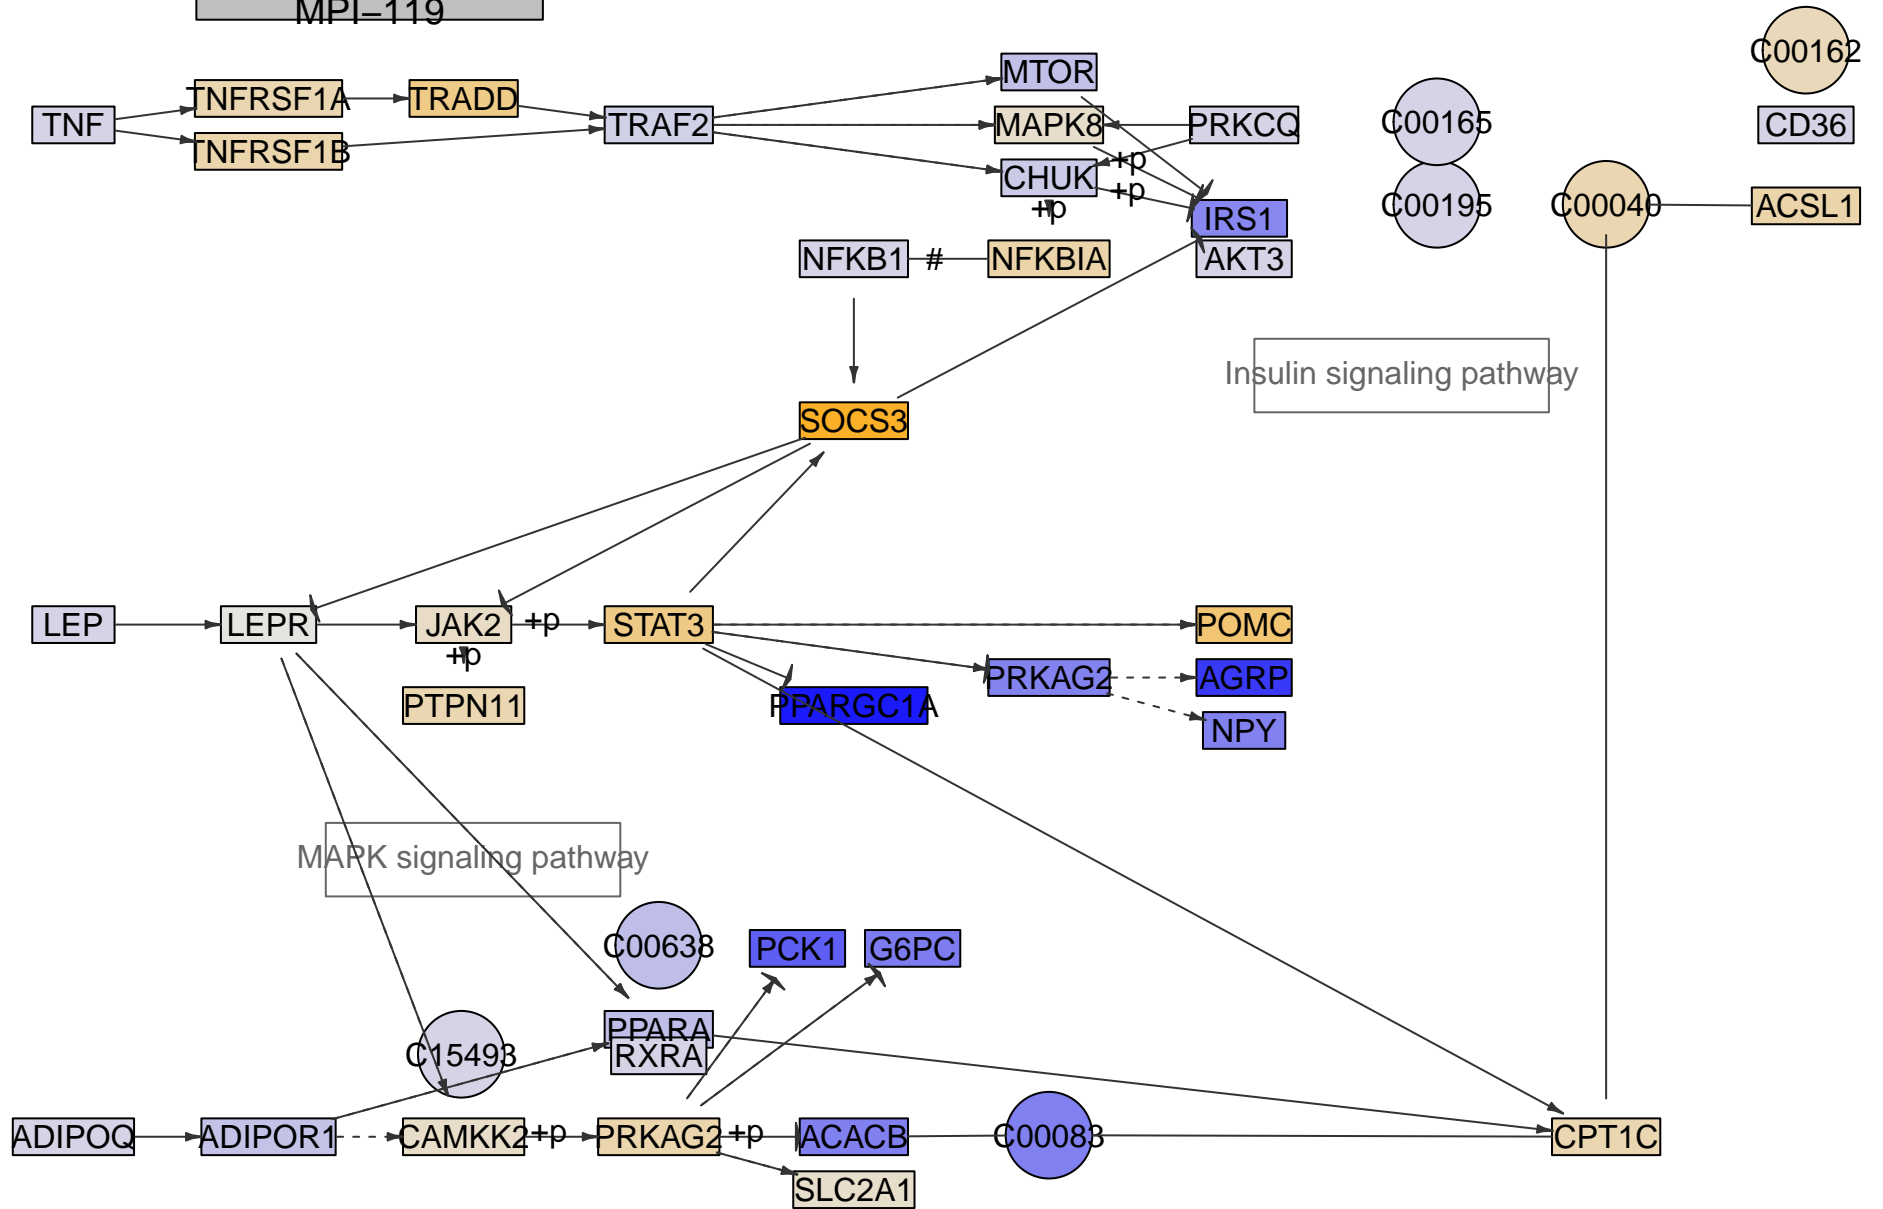 MPI–119
C00162
TNF
TNFRSF1A
TRADD
TNFRSF1B
TRAF2
MTOR
MAPK8
PRKCQ
+p
CHUK
+p
+p
IRS1
C00165
C00195
C00040
CD36
ACSL1
NFKB1
#
NFKBIA
AKT3
Insulin signaling pathway
SOCS3
LEP
LEPR
JAK2
+p
STAT3
POMC
+p
PTPN11
PPARGC1A
PRKAG2
AGRP
NPY
MAPK signaling pathway
C00638
PCK1
G6PC
C15493
PPARA
RXRA
ADIPOQ
ADIPOR1
CAMKK2
+p
PRKAG2
+p
ACACB
C00083
CPT1C
SLC2A1